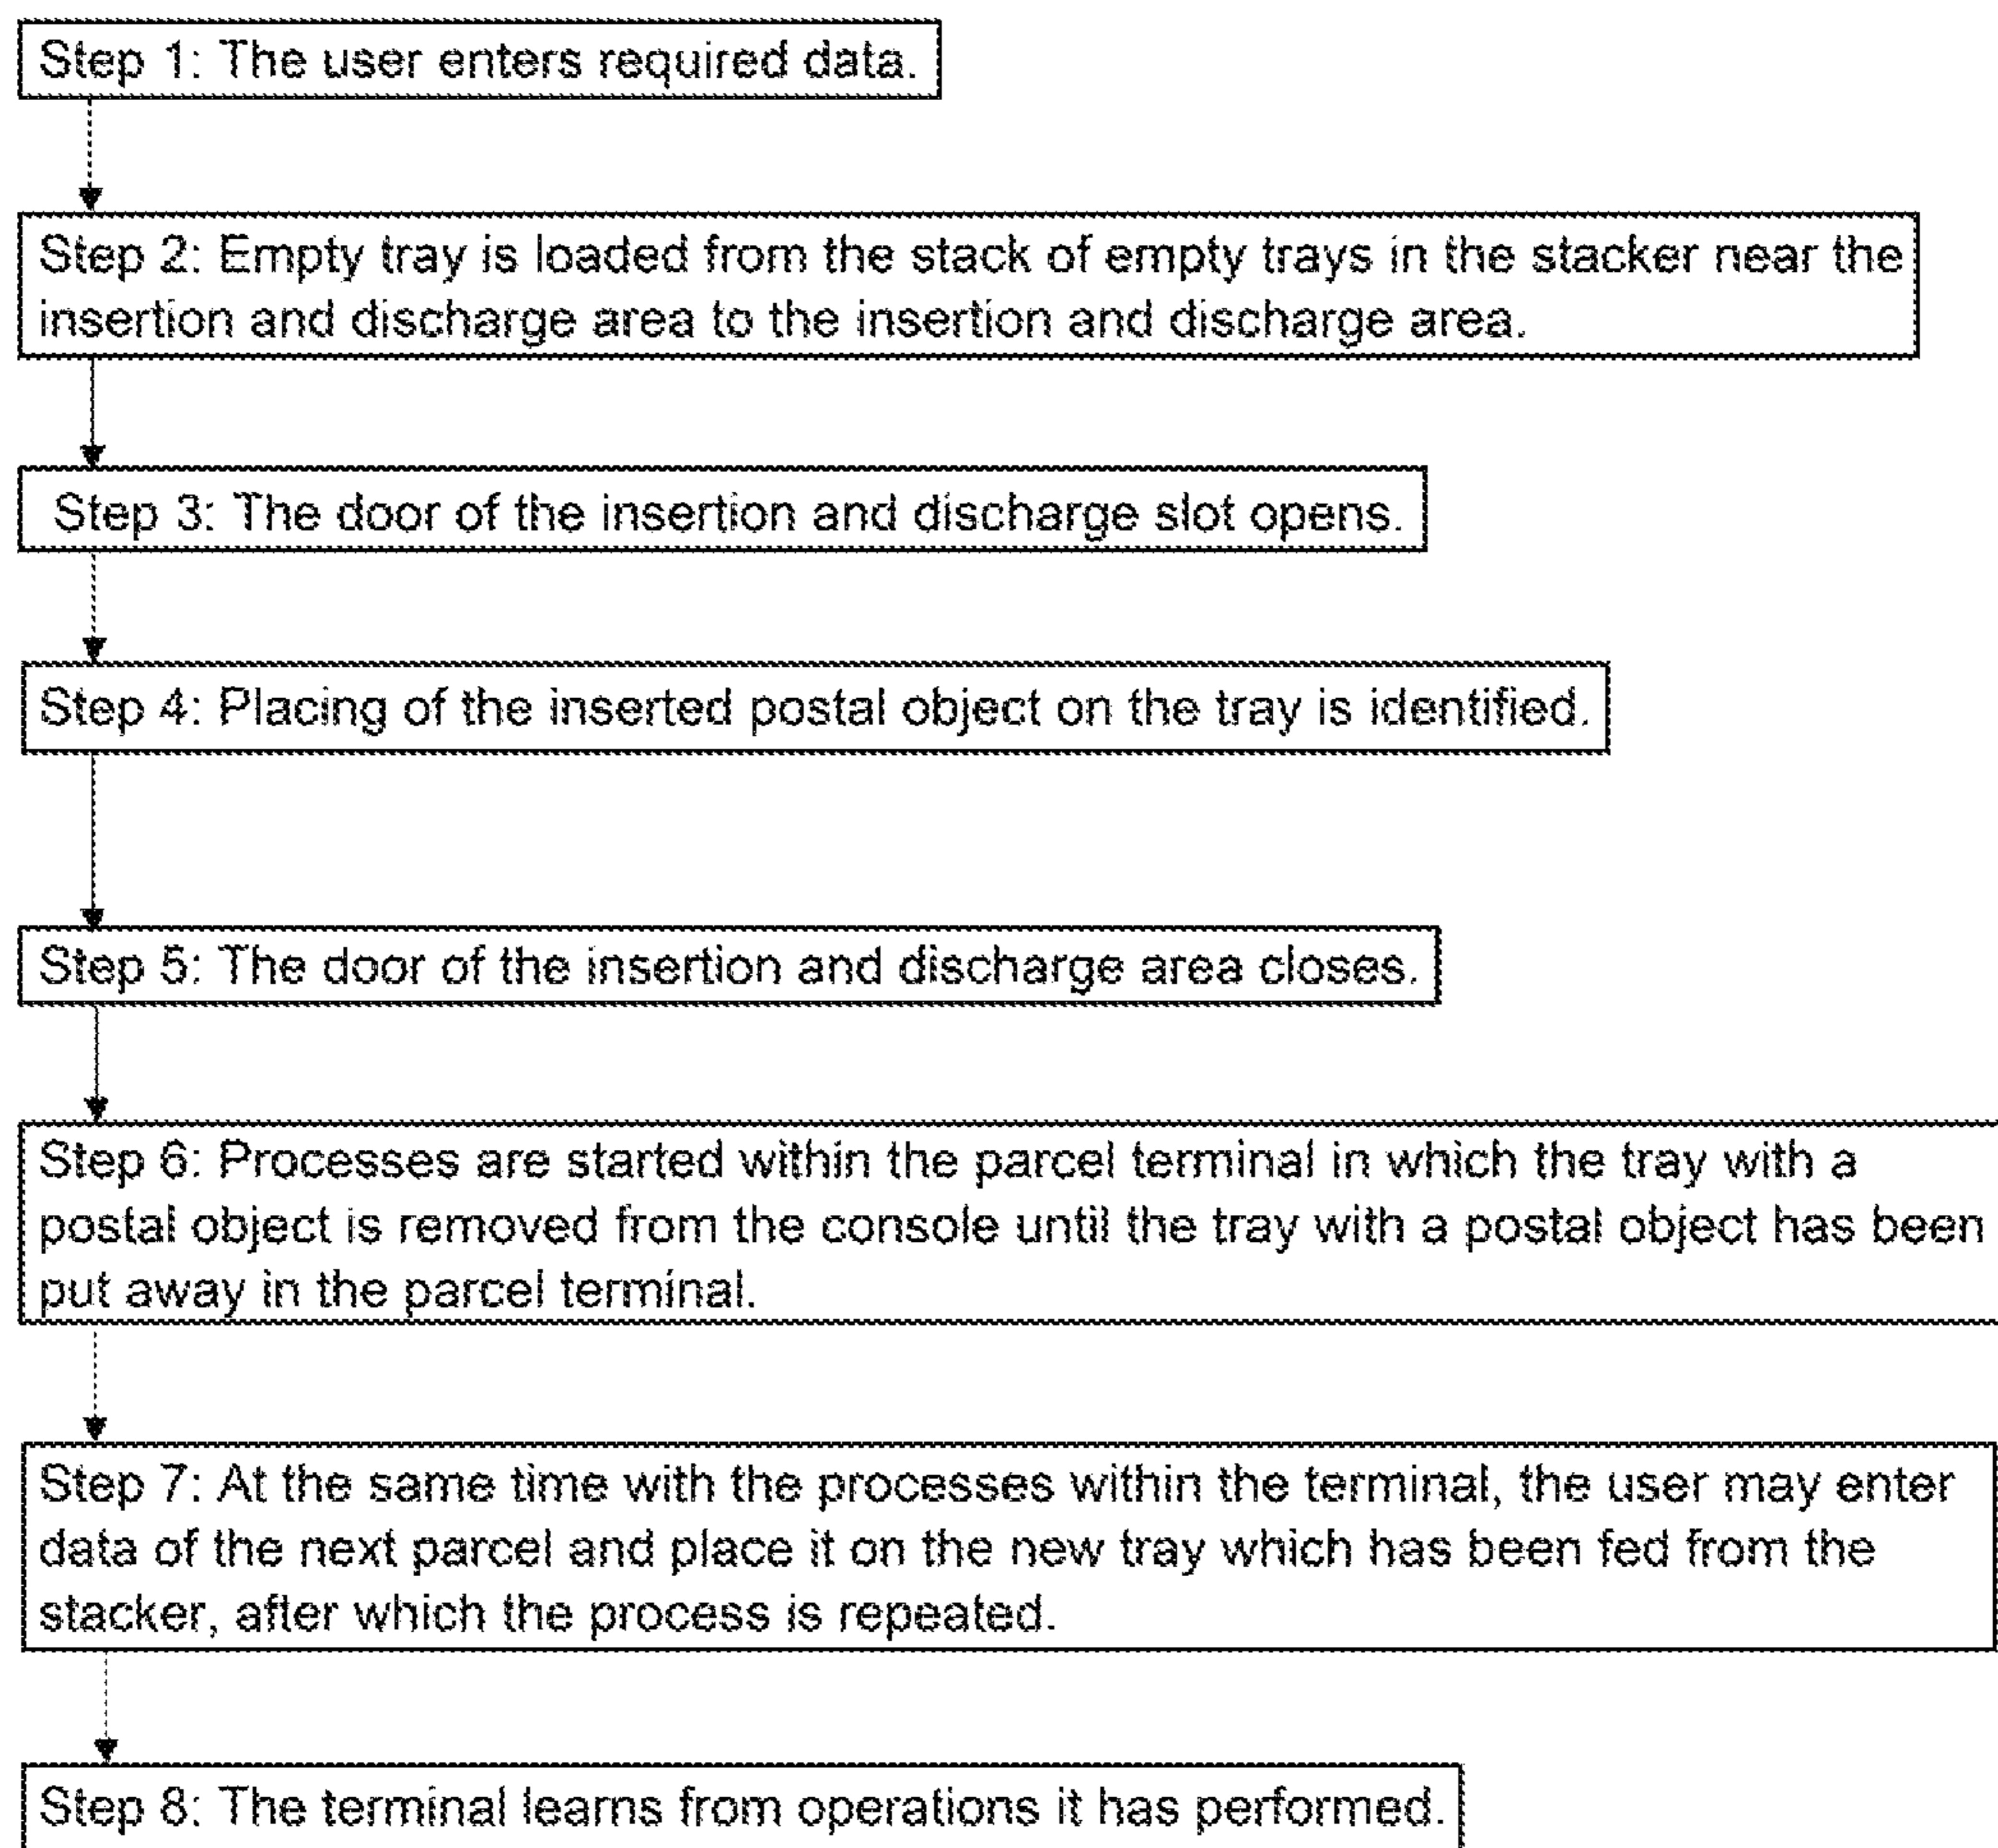 Step 1: The user enters required data.
Step 2: Empty tray is loaded from the stack of empty trays in the stacker near the
insertion and discharge area to the insertion and discharge area.
Step 3: The door of the insertion and discharge slot opens.
Step 4: Placing of the inserted postal object on the tray is identified.
Step 5: The door of the insertion and discharge area closes.
Step 6: Processes are started within the parcel terminal in which the tray with a
postal object is removed from the console until the tray with a postal object has been
put away in the parcel terminal.
Step 7: At the same time with the processes within the terminal, the user may enter
data of the next parcel and place it on the new tray which has been fed from the
stacker, after which the process is repeated.
Step 8: The terminal learns from operations it has performed.